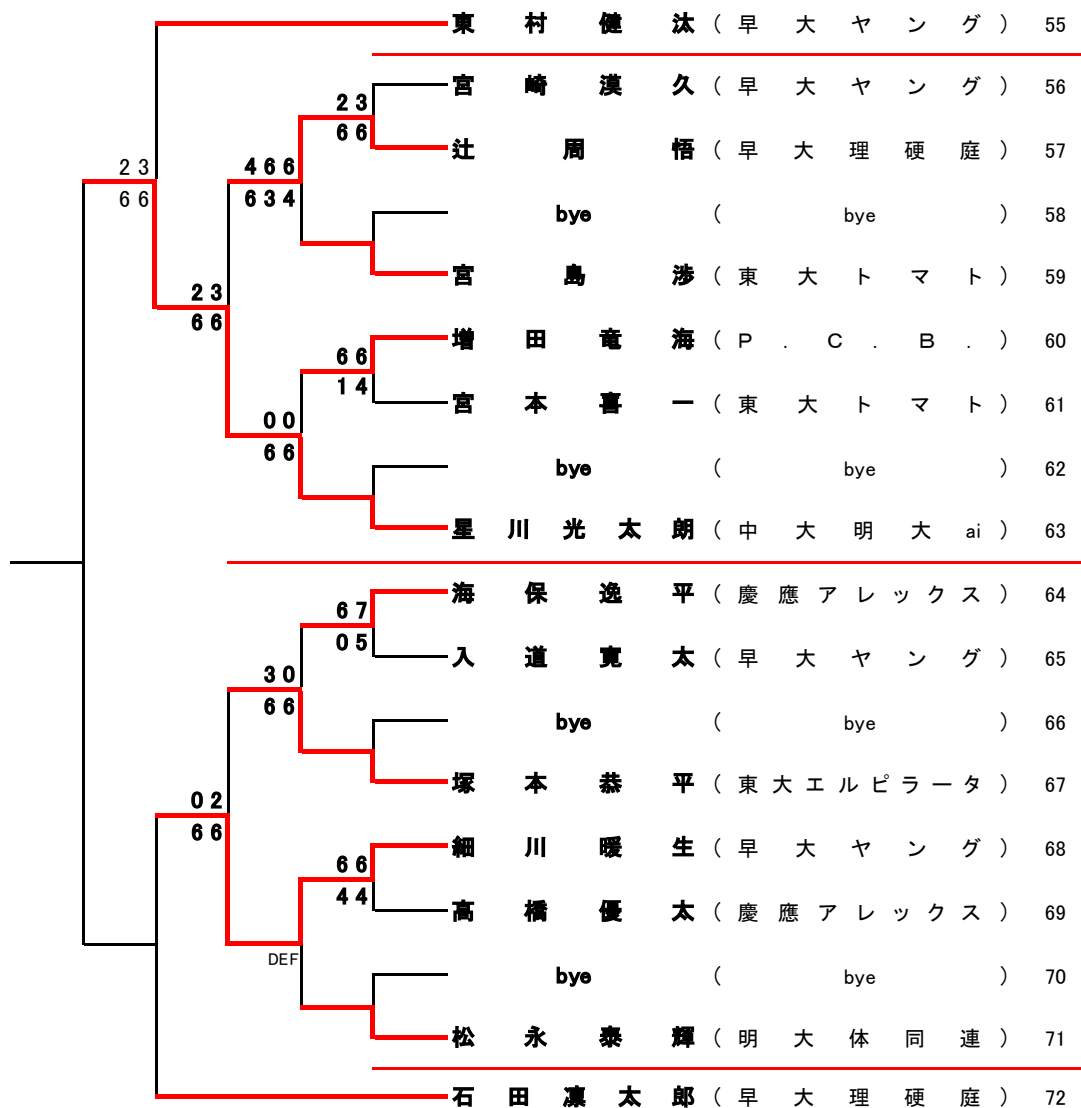 東村健汰 (早大ヤング) 55
宮崎漠久 (早大ヤング) 56
23
66
辻周悟 (早大理硬庭) 57
23
66
466
634
bye (bye) 58
宮島渉 (東大トマト) 59
23
66
増田竜海 (P.C.B.) 60
66
14
宮本喜一 (東大トマト) 61
00
66
bye (bye) 62
星川光太朗 (中大明大ai) 63
海保逸平 (慶應アレックス) 64
67
05
入道寛太 (早大ヤング) 65
30
66
bye (bye) 66
塚本恭平 (東大エルピラータ) 67
02
66
細川暖生 (早大ヤング) 68
66
44
高橋優太 (慶應アレックス) 69
DEF
bye (bye) 70
松永泰輝 (明大体同連) 71
石田凛太郎 (早大理硬庭) 72